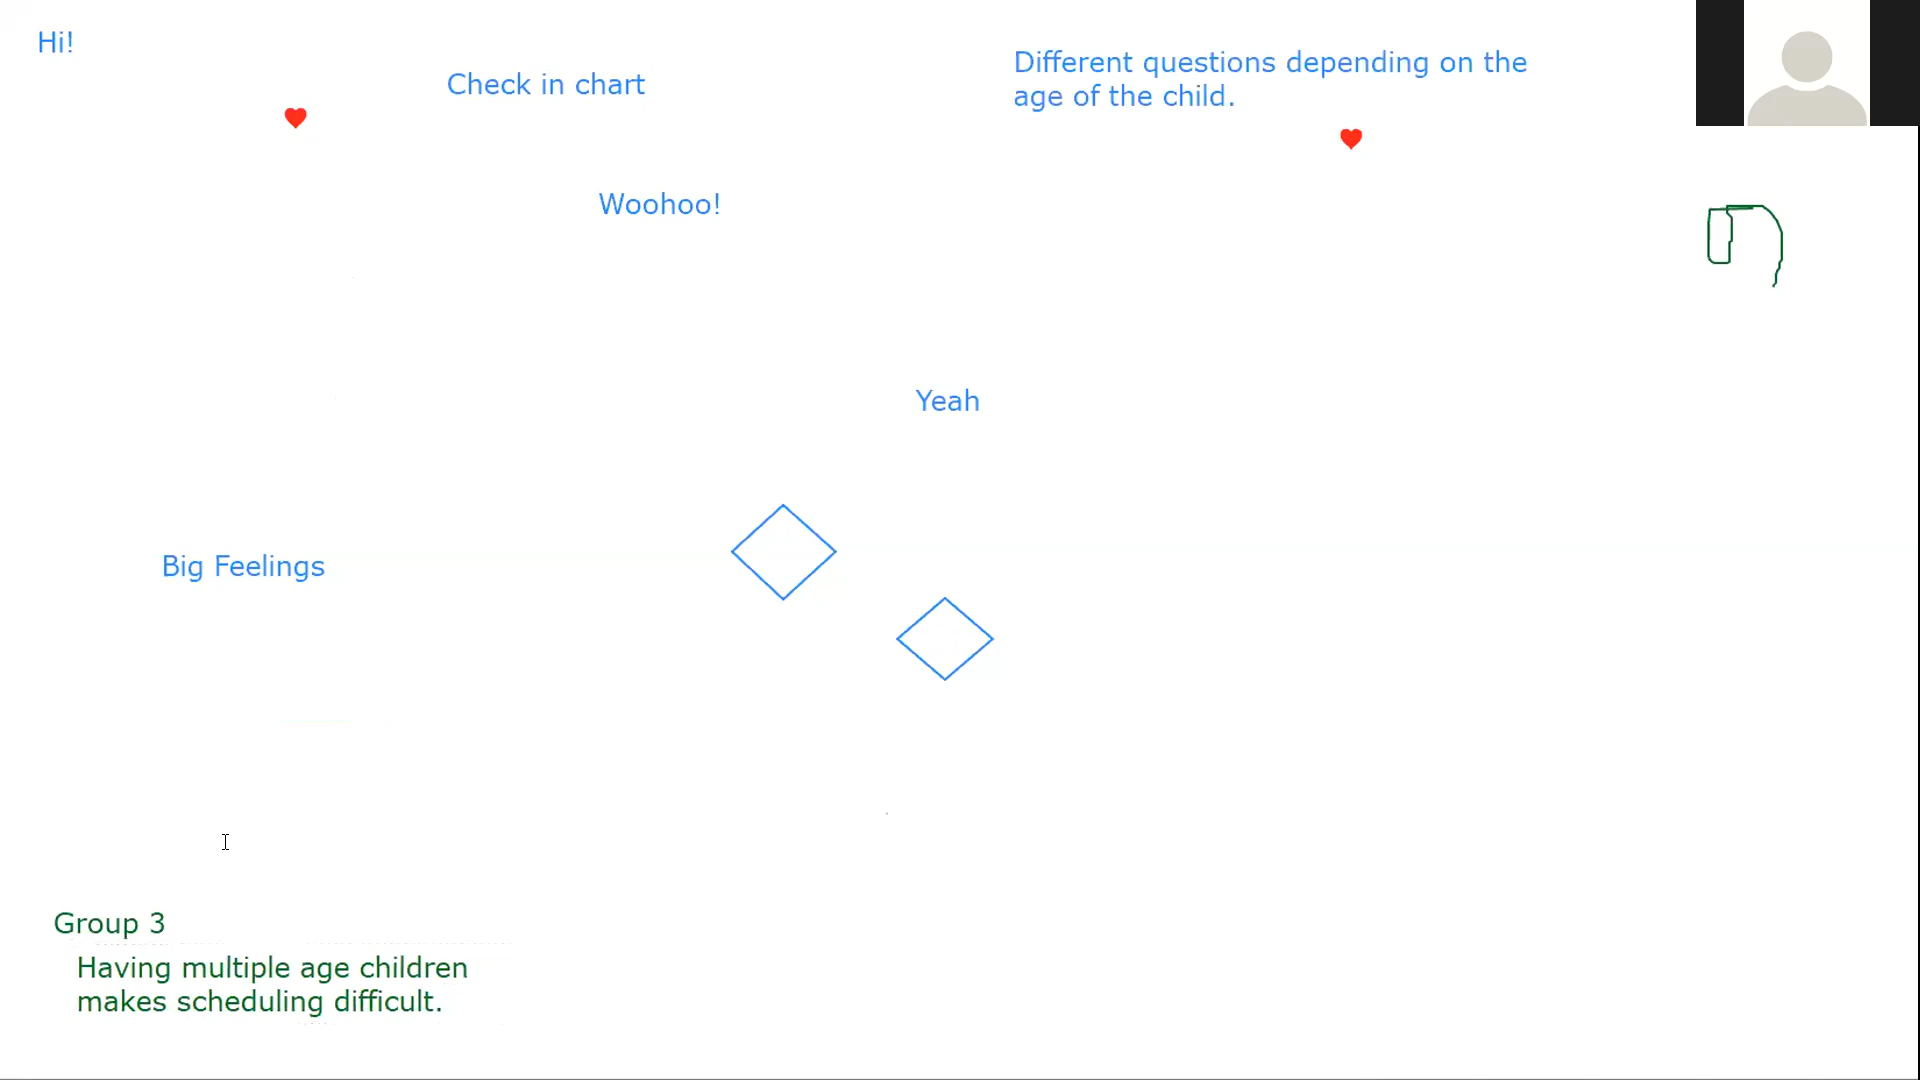 Hi!
Check in chart
Different questions depending on the
age of the child.
Woohoo!
Yeah
Big Feelings
Group 3
Having multiple age children
makes scheduling difficult.